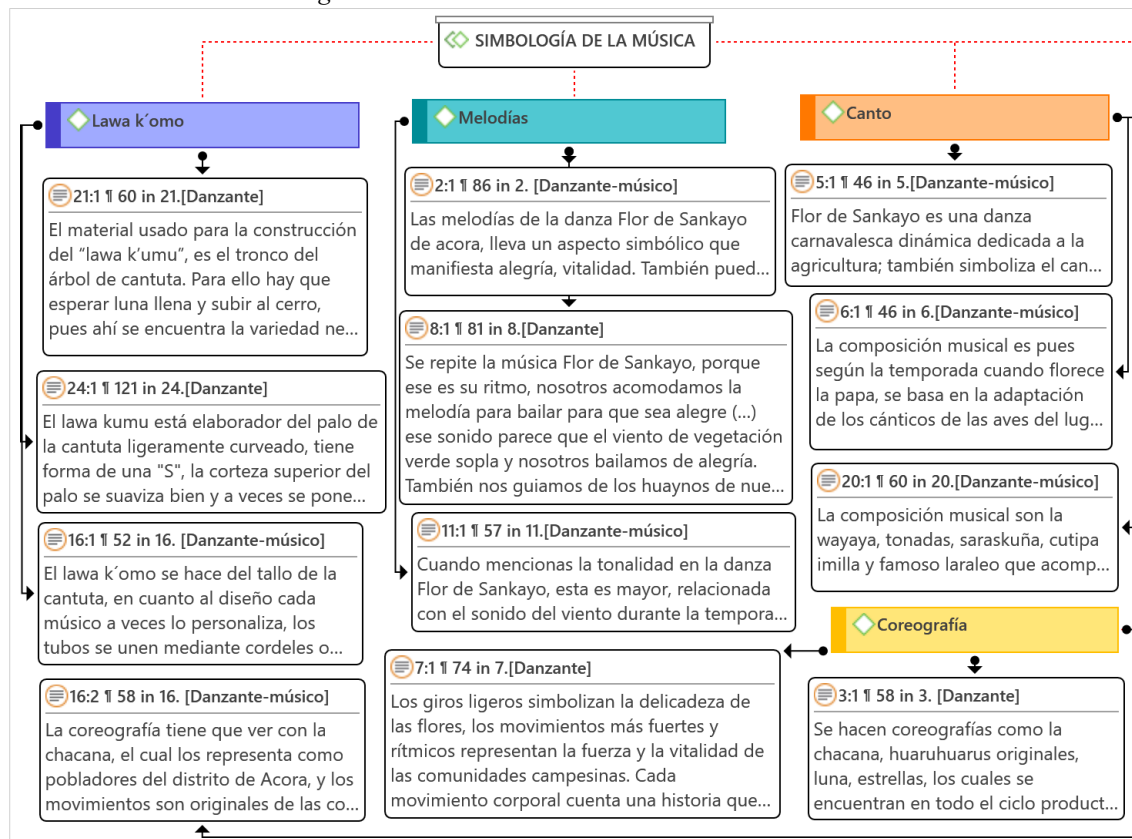 SIMBOLOGÍA DE LA MÚSICA
Lawa k´omo
21:1 ¶ 60 in 21.[Danzante]
El material usado para la construcción
del “lawa k’umu”, es el tronco del
árbol de cantuta. Para ello hay que
esperar luna llena y subir al cerro,
pues ahí se encuentra la variedad ne...
24:1 ¶ 121 in 24.[Danzante]
El lawa kumu está elaborador del palo de
la cantuta ligeramente curveado, tiene
forma de una "S", la corteza superior del
palo se suaviza bien y a veces se pone...
16:1 ¶ 52 in 16. [Danzante-músico]
El lawa k´omo se hace del tallo de la
cantuta, en cuanto al diseño cada
músico a veces lo personaliza, los
tubos se unen mediante cordeles o...
16:2 ¶ 58 in 16. [Danzante-músico]
La coreografía tiene que ver con la
chacana, el cual los representa como
pobladores del distrito de Acora, y los
movimientos son originales de las co...
Melodías
2:1 ¶ 86 in 2. [Danzante-músico]
Las melodías de la danza Flor de Sankayo
de acora, lleva un aspecto simbólico que
manifiesta alegría, vitalidad. También pued...
8:1 ¶ 81 in 8.[Danzante]
Se repite la música Flor de Sankayo, porque
ese es su ritmo, nosotros acomodamos la
melodía para bailar para que sea alegre (...)
ese sonido parece que el viento de vegetación
verde sopla y nosotros bailamos de alegría.
También nos guiamos de los huaynos de nue...
11:1 ¶ 57 in 11.[Danzante-músico]
Cuando mencionas la tonalidad en la danza
Flor de Sankayo, esta es mayor, relacionada
con el sonido del viento durante la tempora...
7:1 ¶ 74 in 7.[Danzante]
Los giros ligeros simbolizan la delicadeza de
las flores, los movimientos más fuertes y
rítmicos representan la fuerza y la vitalidad de
las comunidades campesinas. Cada
movimiento corporal cuenta una historia que...
Canto
5:1 ¶ 46 in 5.[Danzante-músico]
Flor de Sankayo es una danza
carnavalesca dinámica dedicada a la
agricultura; también simboliza el can...
6:1 ¶ 46 in 6.[Danzante-músico]
La composición musical es pues
según la temporada cuando florece
la papa, se basa en la adaptación
de los cánticos de las aves del lug...
20:1 ¶ 60 in 20.[Danzante-músico]
La composición musical son la
wayaya, tonadas, saraskuña, cutipa
imilla y famoso laraleo que acomp...
Coreografía
3:1 ¶ 58 in 3. [Danzante]
Se hacen coreografías como la
chacana, huaruhuarus originales,
luna, estrellas, los cuales se
encuentran en todo el ciclo product...